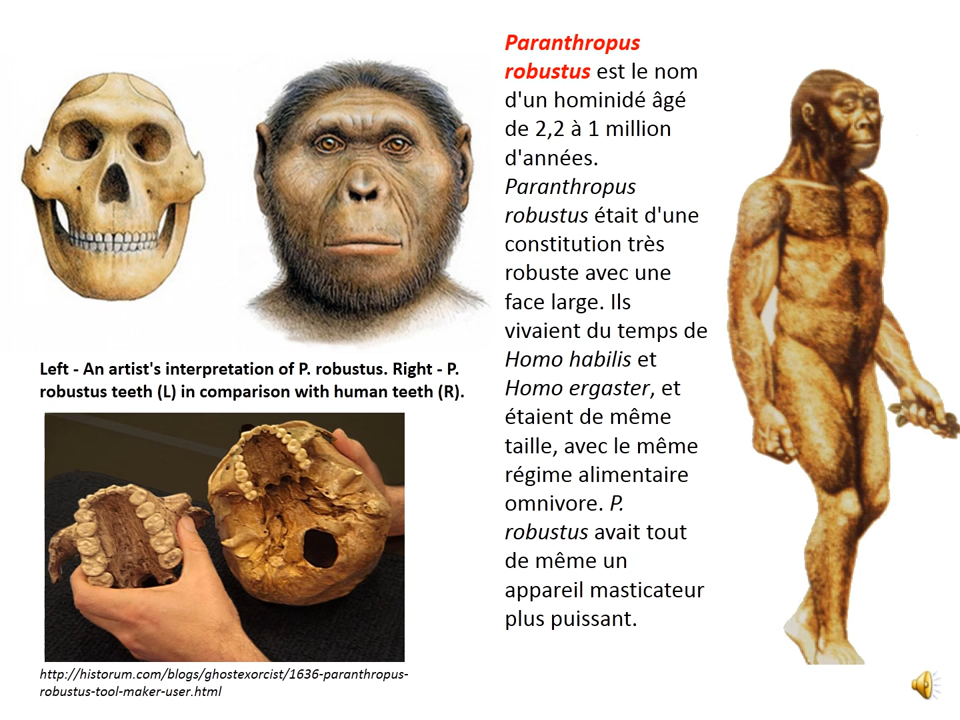 Paranthropus
robustus est le nom
d'un hominidé âgé
de 2,2 à 1 million
d'années.
Paranthropus
robustus était d'une
constitution très
robuste avec une
face large. Ils
vivaient du temps de
Homo habilis et
Homo ergaster, et
étaient de même
taille, avec le même
régime alimentaire
omnivore. P.
robustus avait tout
de même un
appareil masticateur
plus puissant.
Left - An artist's interpretation of P. robustus. Right - P.
robustus teeth (L) in comparison with human teeth (R).
http://historum.com/blogs/ghostexorcist/1636-paranthropus-
robustus-tool-maker-user.html